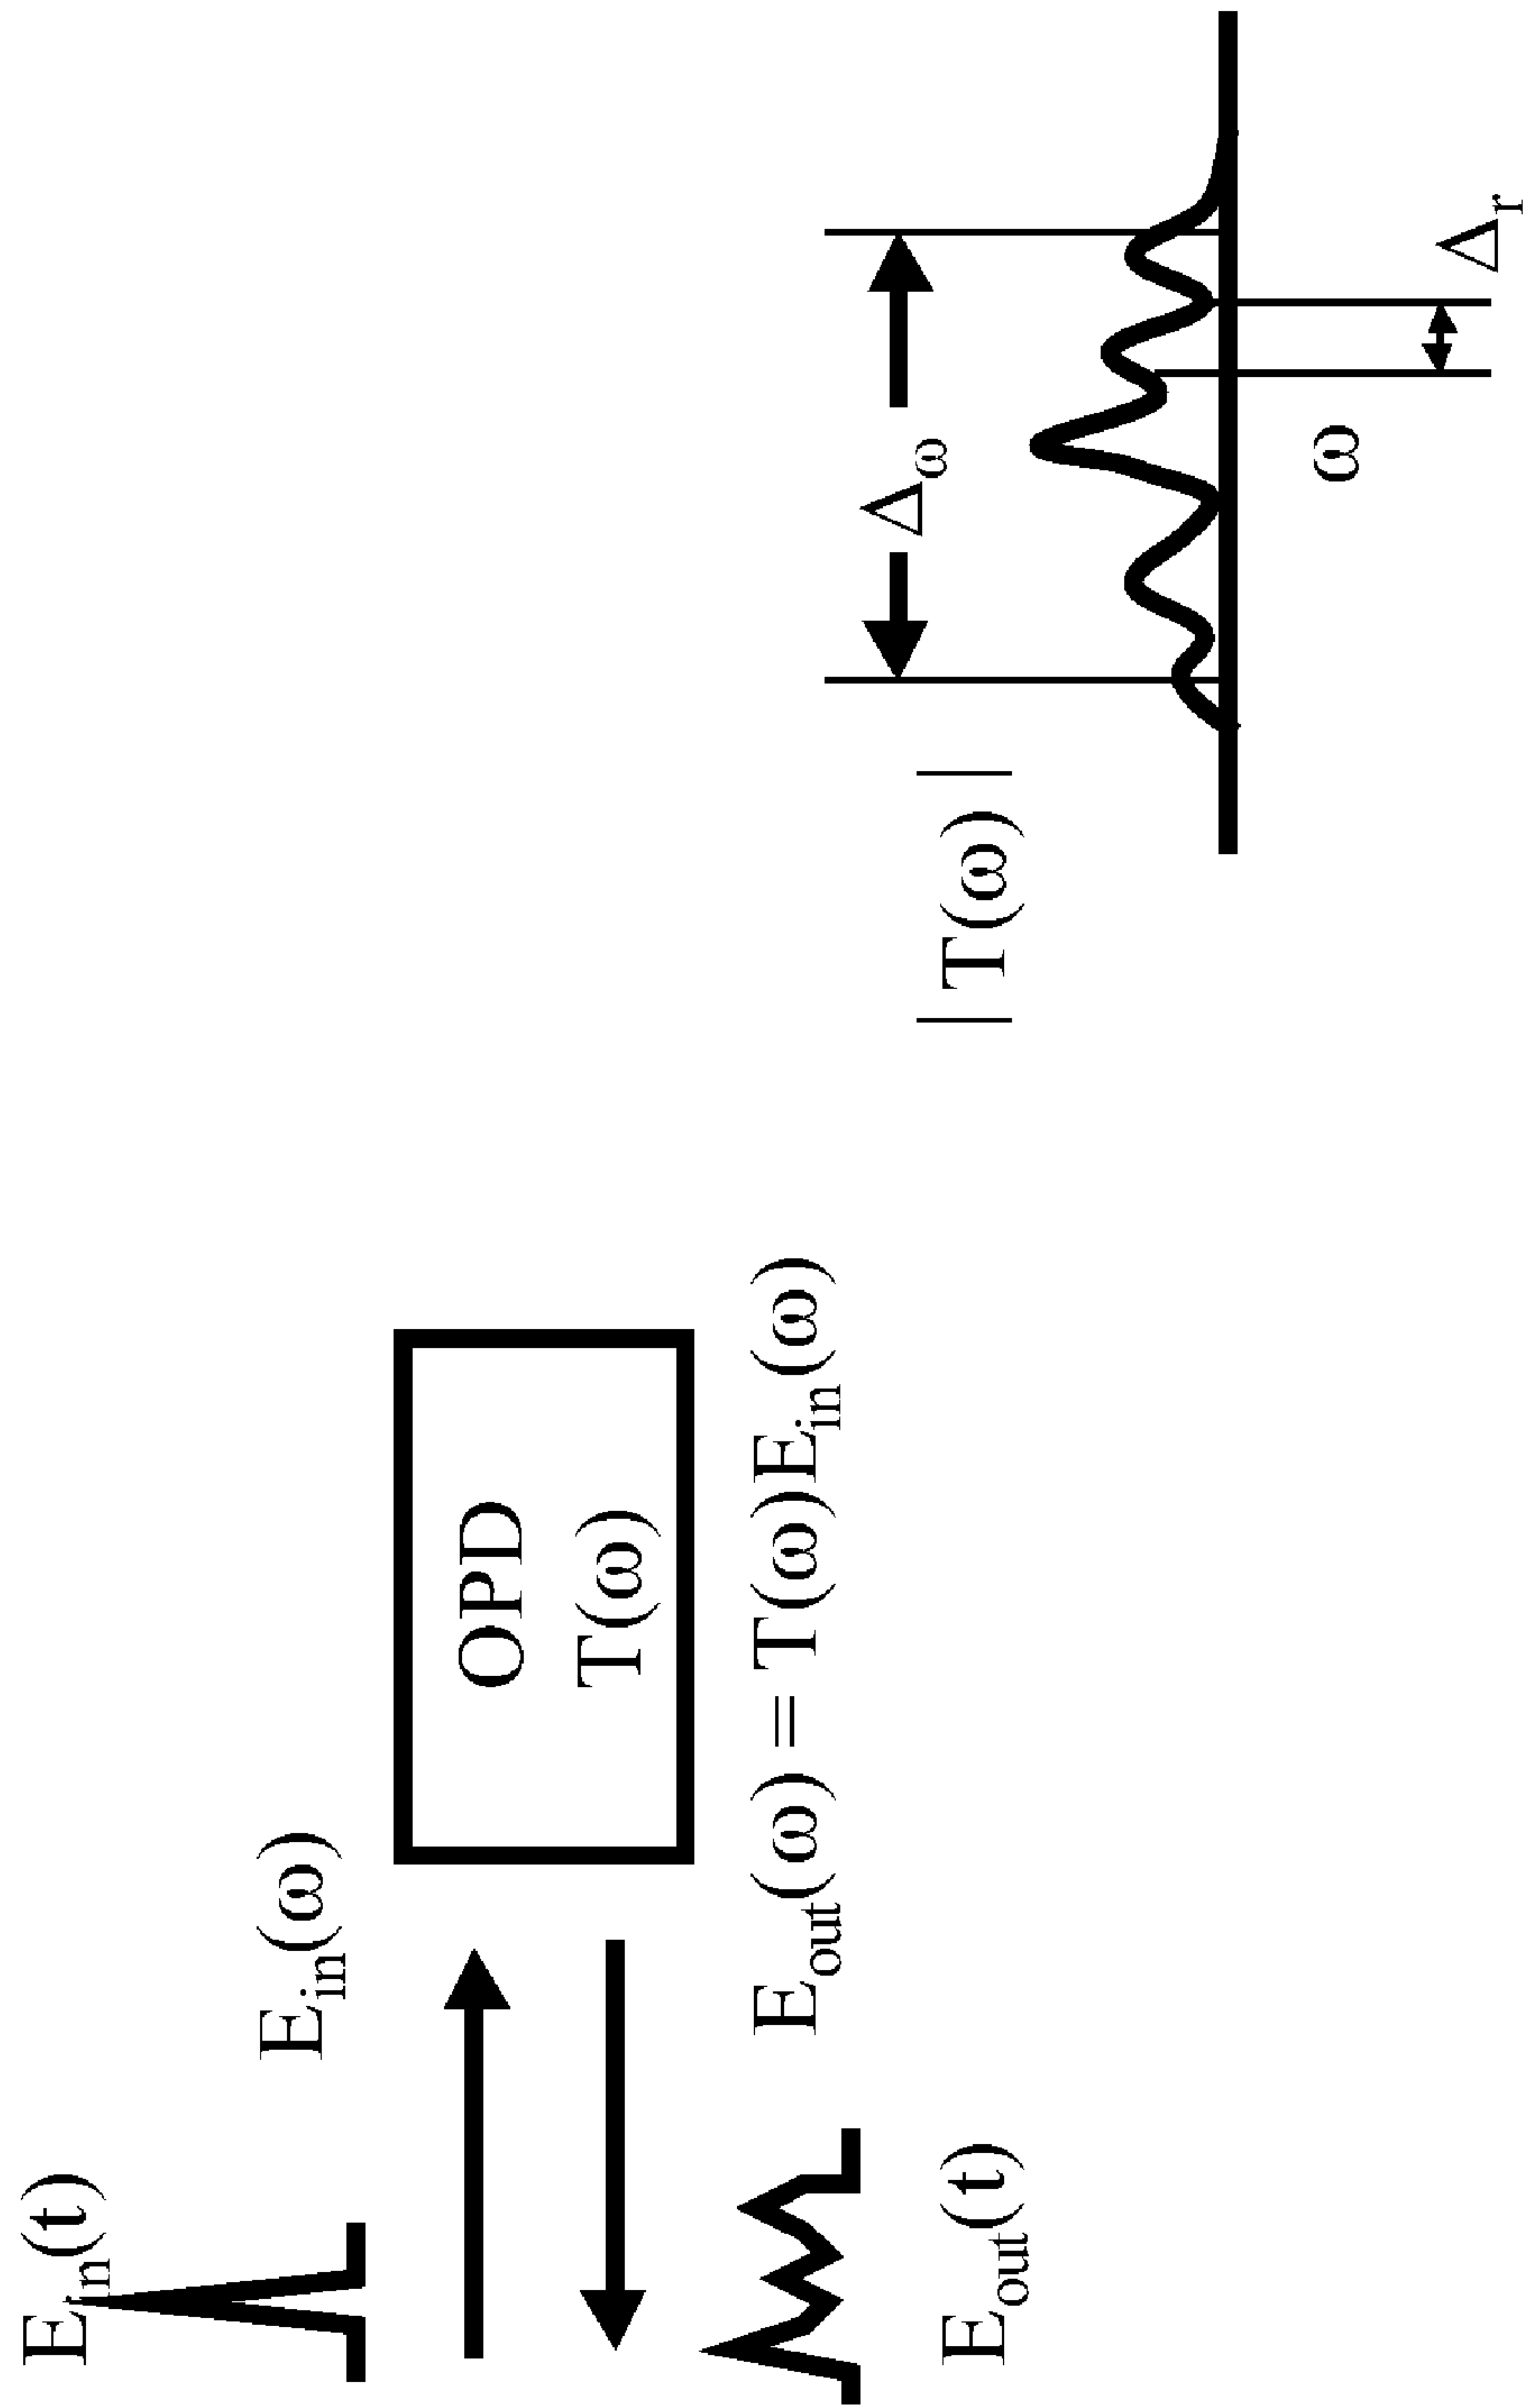 E_in(t)
E_in(ω)
OPD
T(ω)
E_out(ω) = T(ω)E_in(ω)
E_out(t)
|T(ω)|
Δ_ω
ω
Δ_r